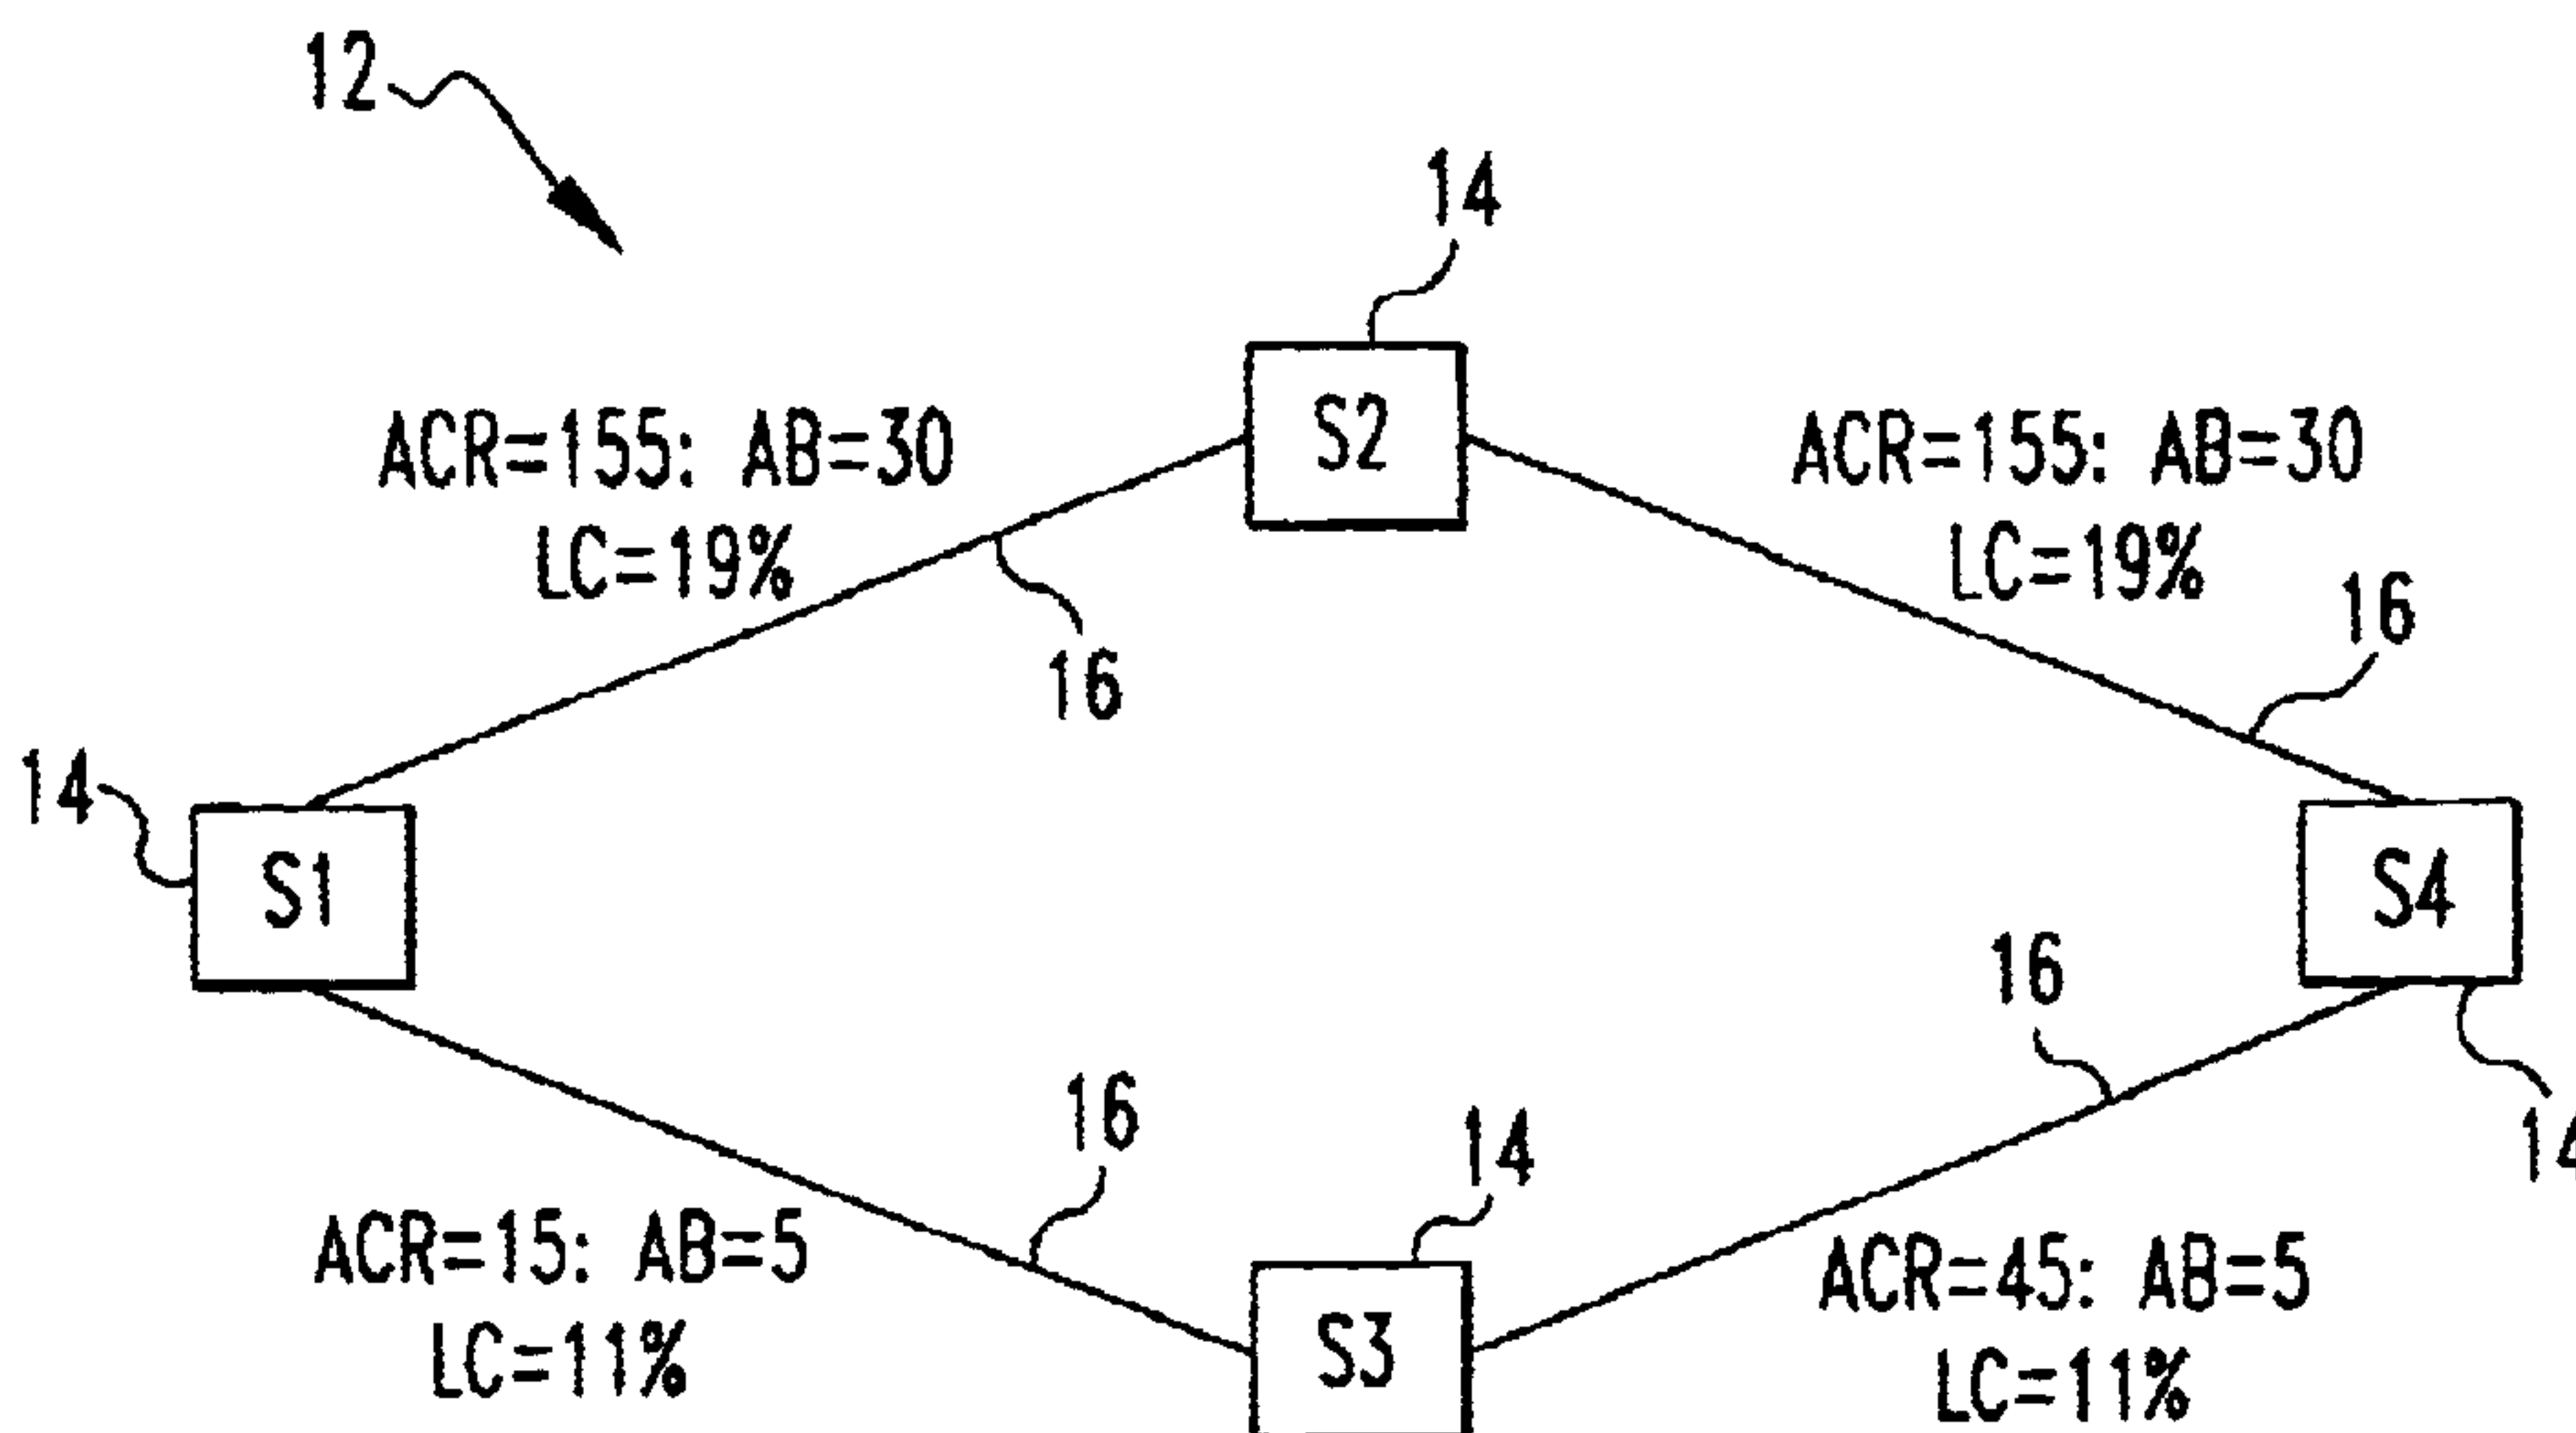 12
14
S2
ACR=155: AB=30
LC=19%
ACR=155: AB=30
LC=19%
16
16
14
S1
S4
16
14
16
14
S3
ACR=15: AB=5
LC=11%
ACR=45: AB=5
LC=11%